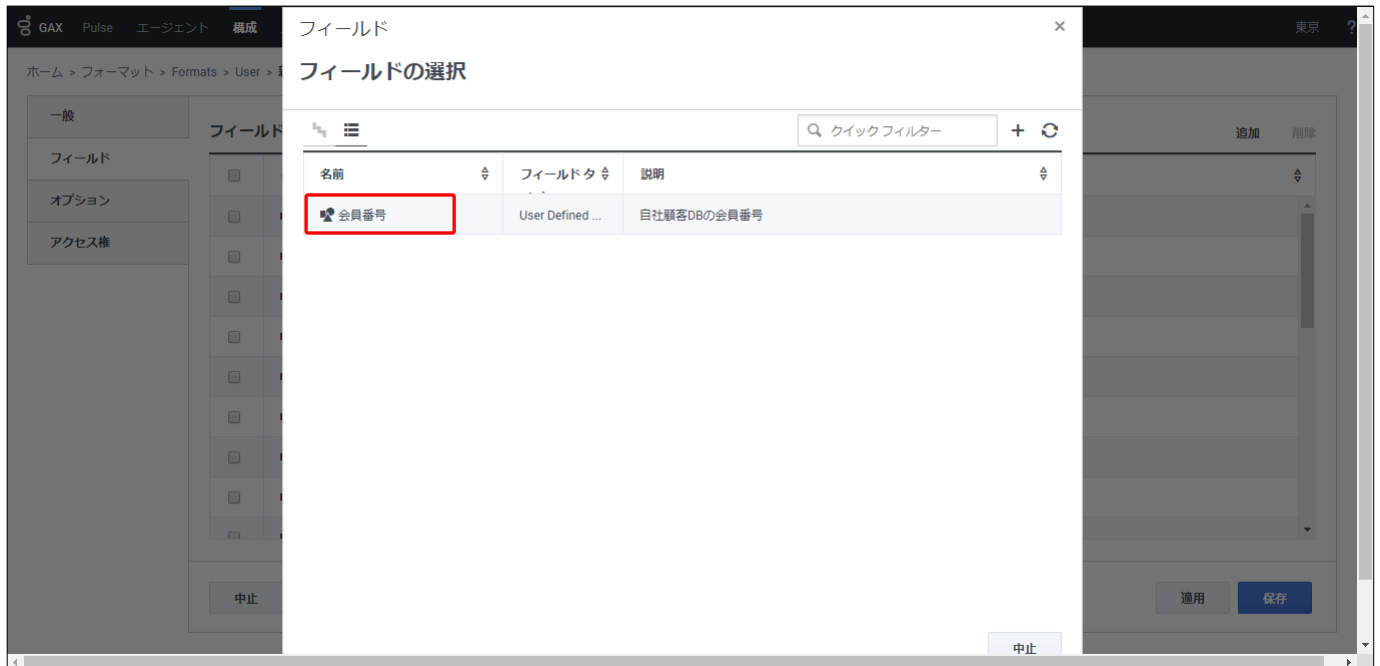 GAX Pulse エージェント 構成 東京 ?
ホーム > フォーマット > Formats > User >
フィールド
フィールドの選択
一般
フィールド
オプション
アクセス権
フィールド
追加 削除
クイック フィルター
名前 フィールド タ 説明
会員番号 User Defined ... 自社顧客DBの会員番号
中止 適用 保存
中止